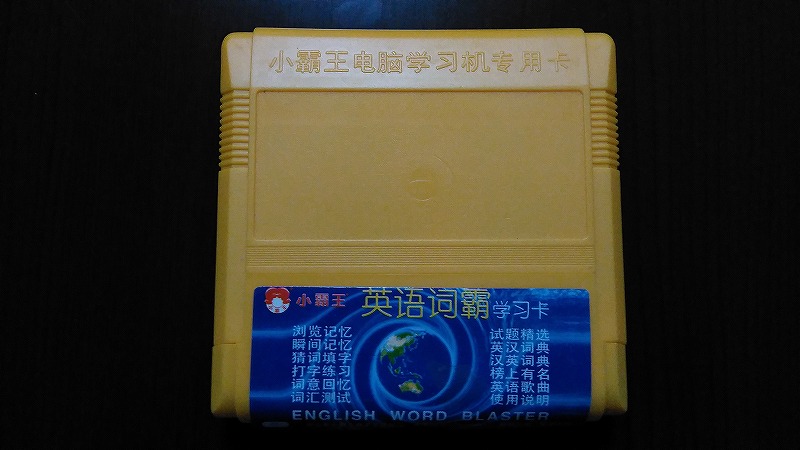 小霸王电脑学习机专用卡
小霸王 英语词霸 学习卡
浏览记忆
瞬间记忆
猜词填字
打字练习
词意回忆
词汇测试
试题精选
英汉词典
汉英词典
榜上有名
英语歌曲
使用说明
ENGLISH WORD BLASTER